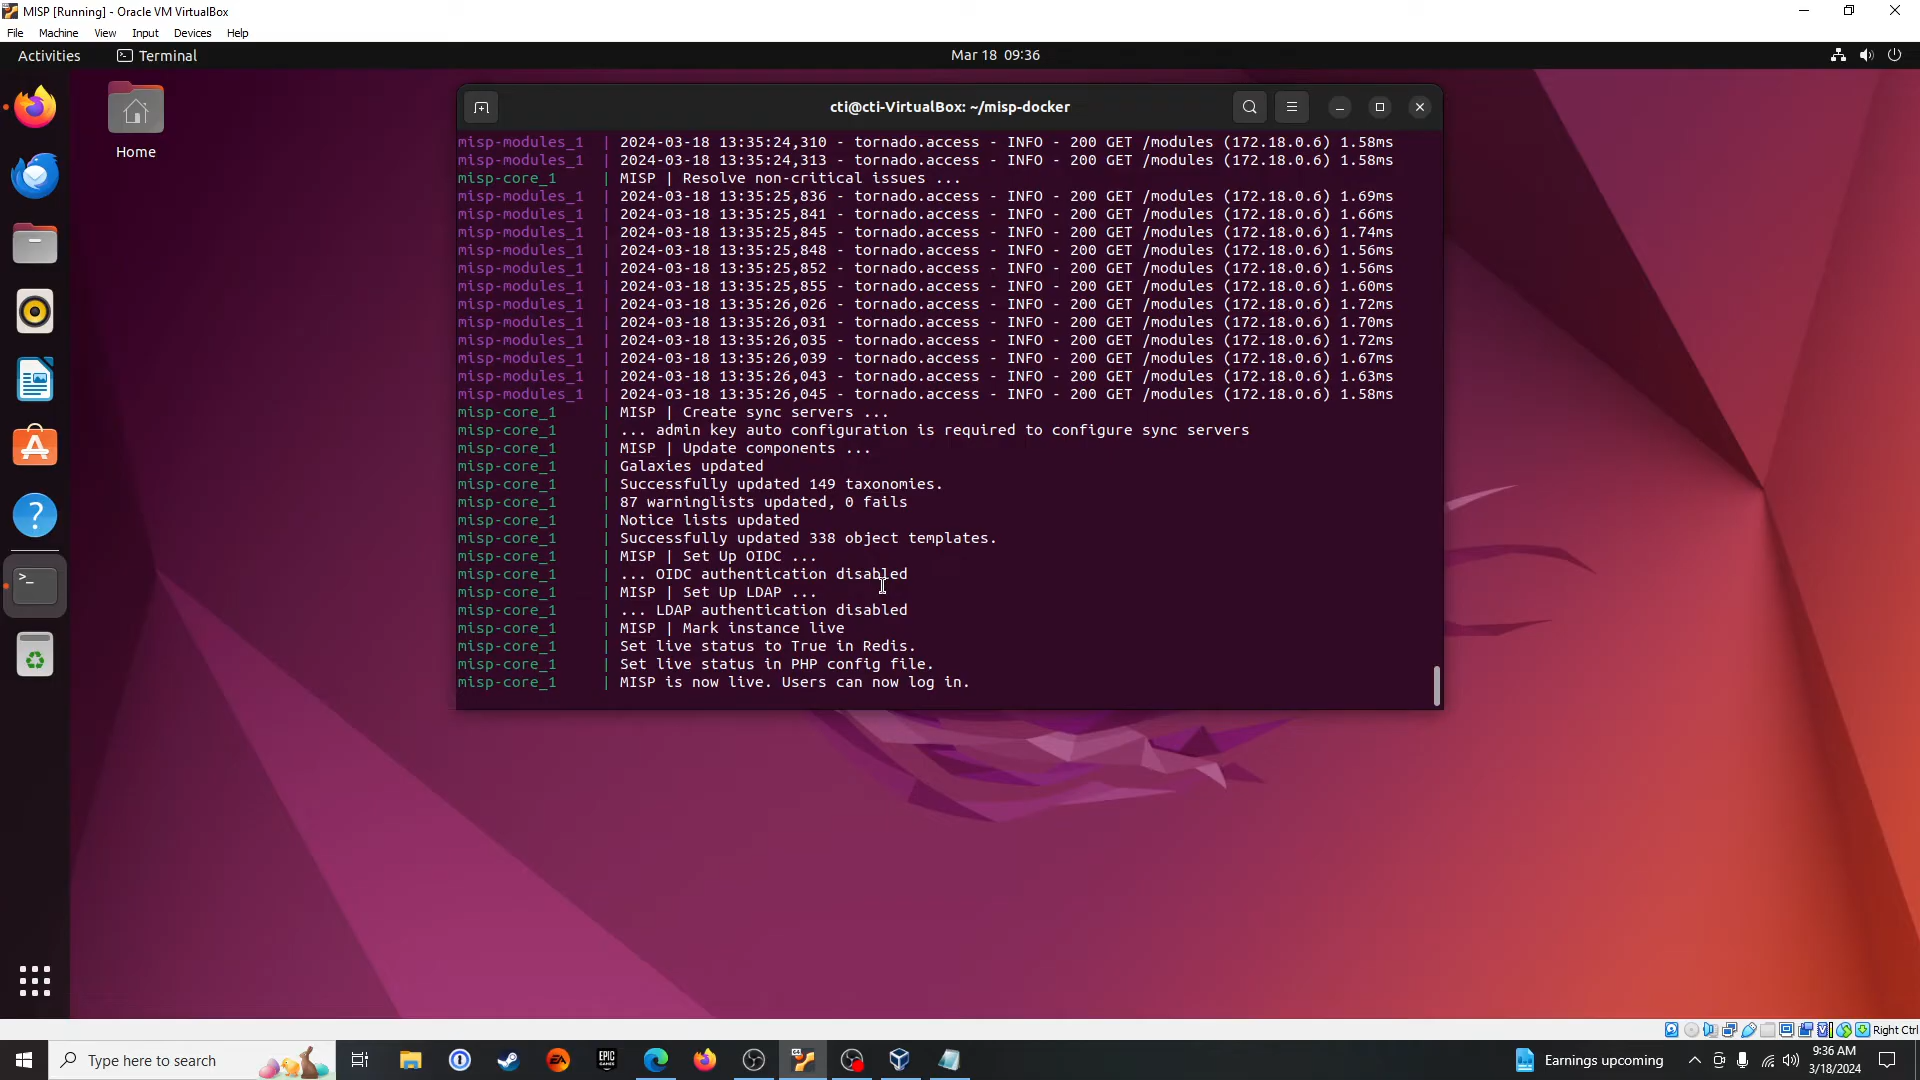 MISP [Running] - Oracle VM VirtualBox
File Machine View Input Devices Help
Activities Terminal Mar 18 09:36
Home
cti@cti-VirtualBox: ~/misp-docker
misp-modules_1 | 2024-03-18 13:35:24,310 - tornado.access - INFO - 200 GET /modules (172.18.0.6) 1.58ms
misp-modules_1 | 2024-03-18 13:35:24,313 - tornado.access - INFO - 200 GET /modules (172.18.0.6) 1.58ms
misp-core_1 | MISP | Resolve non-critical issues ...
misp-modules_1 | 2024-03-18 13:35:25,836 - tornado.access - INFO - 200 GET /modules (172.18.0.6) 1.69ms
misp-modules_1 | 2024-03-18 13:35:25,841 - tornado.access - INFO - 200 GET /modules (172.18.0.6) 1.66ms
misp-modules_1 | 2024-03-18 13:35:25,845 - tornado.access - INFO - 200 GET /modules (172.18.0.6) 1.74ms
misp-modules_1 | 2024-03-18 13:35:25,848 - tornado.access - INFO - 200 GET /modules (172.18.0.6) 1.56ms
misp-modules_1 | 2024-03-18 13:35:25,852 - tornado.access - INFO - 200 GET /modules (172.18.0.6) 1.56ms
misp-modules_1 | 2024-03-18 13:35:25,855 - tornado.access - INFO - 200 GET /modules (172.18.0.6) 1.60ms
misp-modules_1 | 2024-03-18 13:35:26,026 - tornado.access - INFO - 200 GET /modules (172.18.0.6) 1.72ms
misp-modules_1 | 2024-03-18 13:35:26,031 - tornado.access - INFO - 200 GET /modules (172.18.0.6) 1.70ms
misp-modules_1 | 2024-03-18 13:35:26,035 - tornado.access - INFO - 200 GET /modules (172.18.0.6) 1.72ms
misp-modules_1 | 2024-03-18 13:35:26,039 - tornado.access - INFO - 200 GET /modules (172.18.0.6) 1.67ms
misp-modules_1 | 2024-03-18 13:35:26,043 - tornado.access - INFO - 200 GET /modules (172.18.0.6) 1.63ms
misp-modules_1 | 2024-03-18 13:35:26,045 - tornado.access - INFO - 200 GET /modules (172.18.0.6) 1.58ms
misp-core_1 | MISP | Create sync servers ...
misp-core_1 | ... admin key auto configuration is required to configure sync servers
misp-core_1 | MISP | Update components ...
misp-core_1 | Galaxies updated
misp-core_1 | Successfully updated 149 taxonomies.
misp-core_1 | 87 warninglists updated, 0 fails
misp-core_1 | Notice lists updated
misp-core_1 | Successfully updated 338 object templates.
misp-core_1 | MISP | Set Up OIDC ...
misp-core_1 | ... OIDC authentication disabled
misp-core_1 | MISP | Set Up LDAP ...
misp-core_1 | ... LDAP authentication disabled
misp-core_1 | MISP | Mark instance live
misp-core_1 | Set live status to True in Redis.
misp-core_1 | Set live status in PHP config file.
misp-core_1 | MISP is now live. Users can now log in.
Right Ctrl
Type here to search
EA
EPIC GAMES
Earnings upcoming
9:36 AM
3/18/2024